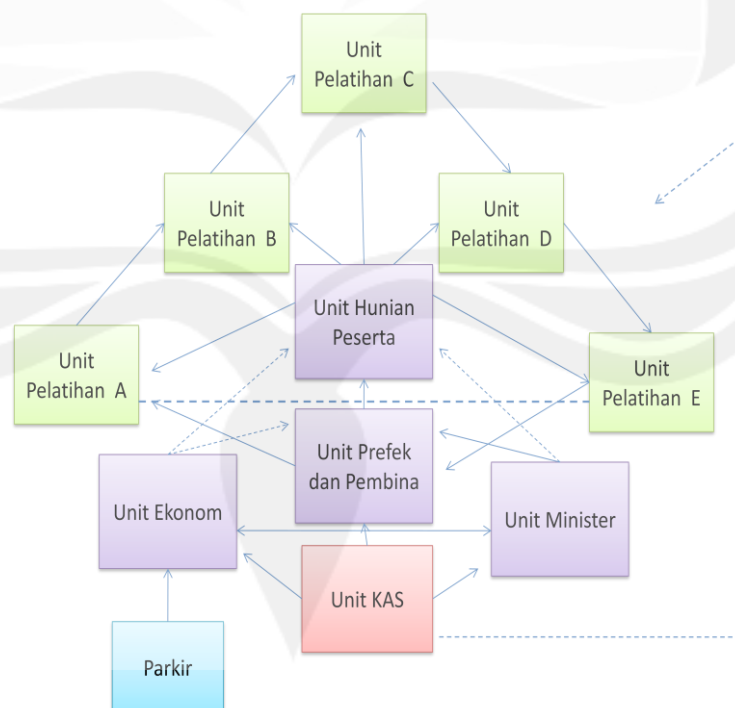 Unit
Pelatihan C
Unit
Pelatihan B
Unit
Pelatihan D
Unit Hunian
Peserta
Unit
Pelatihan A
Unit
Pelatihan E
Unit Prefek
dan Pembina
Unit Ekonom
Unit Minister
Unit KAS
Parkir